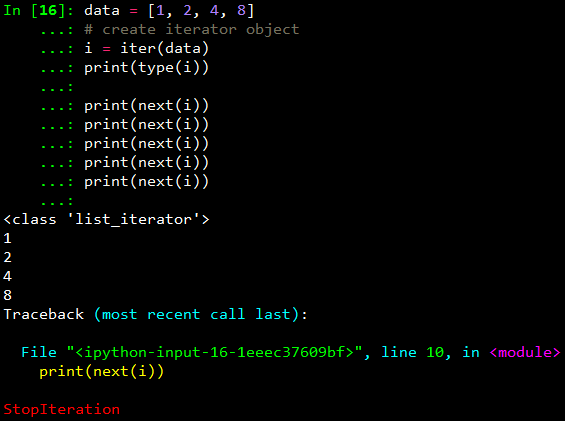 In [16]: data = [1, 2, 4, 8]
    ...: # create iterator object
    ...: i = iter(data)
    ...: print(type(i))
    ...:
    ...: print(next(i))
    ...: print(next(i))
    ...: print(next(i))
    ...: print(next(i))
    ...: print(next(i))
    ...:
<class 'list_iterator'>
1
2
4
8
Traceback (most recent call last):

  File "<ipython-input-16-1eeec37609bf>", line 10, in <module>
    print(next(i))

StopIteration